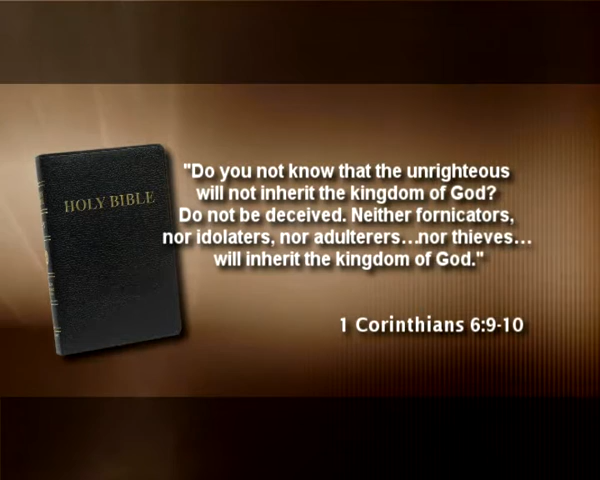 HOLY BIBLE
"Do you not know that the unrighteous
will not inherit the kingdom of God?
Do not be deceived. Neither fornicators,
nor idolaters, nor adulterers...nor thieves...
will inherit the kingdom of God."
1 Corinthians 6:9-10